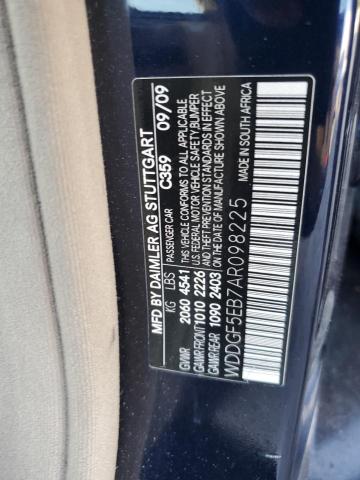 MFD BY DAIMLER AG STUTTGART
KG LBS PASSENGER CAR C359 09/09
GVWR 2060 4541 THIS VEHICLE CONFORMS TO ALL APPLICABLE
GAWR FRONT 1010 2226 U.S. FEDERAL MOTOR VEHICLE SAFETY, BUMPER
GAWR REAR 1090 2403 AND THEFT PREVENTION STANDARDS IN EFFECT
ON THE DATE OF MANUFACTURE SHOWN ABOVE
WDDGF5EB7AR098225
MADE IN SOUTH AFRICA